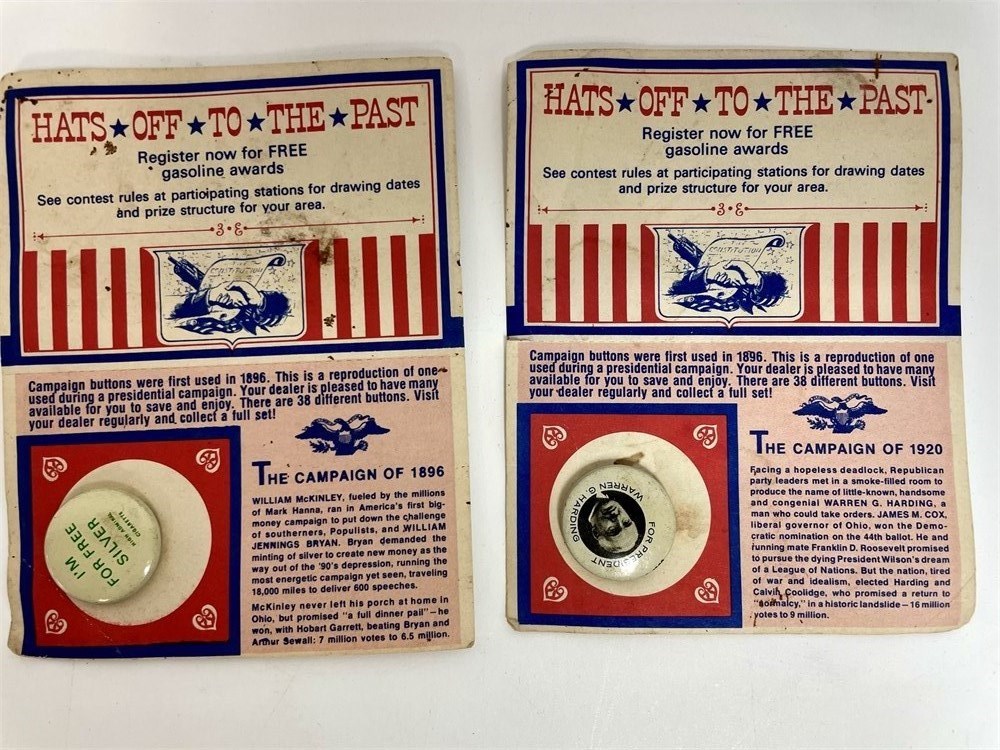 HATS★OFF★TO★THE★PAST
Register now for FREE
gasoline awards
See contest rules at participating stations for drawing dates
and prize structure for your area.
CONSTITUTION
Campaign buttons were first used in 1896. This is a reproduction of one
used during a presidential campaign. Your dealer is pleased to have many
available for you to save and enjoy. There are 38 different buttons. Visit
your dealer regularly and collect a full set!
I'M
FOR FREE
SILVER
HIGH ADMIRAL
CIGARETTE
THE CAMPAIGN OF 1896
WILLIAM McKINLEY, fueled by the millions
of Mark Hanna, ran in America's first big-
money campaign to put down the challenge
of southerners, Populists, and WILLIAM
JENNINGS BRYAN. Bryan demanded the
minting of silver to create new money as the
way out of the '90's depression, running the
most energetic campaign yet seen, traveling
18,000 miles to deliver 600 speeches.
McKinley never left his porch at home in
Ohio, but promised "a full dinner pail" – he
won, with Hobart Garrett, beating Bryan and
Arthur Sewall: 7 million votes to 6.5 million.
HATS★OFF★TO★THE★PAST
Register now for FREE
gasoline awards
See contest rules at participating stations for drawing dates
and prize structure for your area.
CONSTITUTION
Campaign buttons were first used in 1896. This is a reproduction of one
used during a presidential campaign. Your dealer is pleased to have many
available for you to save and enjoy. There are 38 different buttons. Visit
your dealer regularly and collect a full set!
FOR PRESIDENT
WARREN G. HARDING
THE CAMPAIGN OF 1920
Facing a hopeless deadlock, Republican
party leaders met in a smoke-filled room to
produce the name of little-known, handsome
and congenial WARREN G. HARDING, a
man who could take orders. JAMES M. COX,
liberal governor of Ohio, won the Demo-
cratic nomination on the 44th ballot. He and
running mate Franklin D. Roosevelt promised
to pursue the dying President Wilson's dream
of a League of Nations. But the nation, tired
of war and idealism, elected Harding and
Calvin Coolidge, who promised a return to
"normalcy," in a historic landslide – 16 million
votes to 9 million.